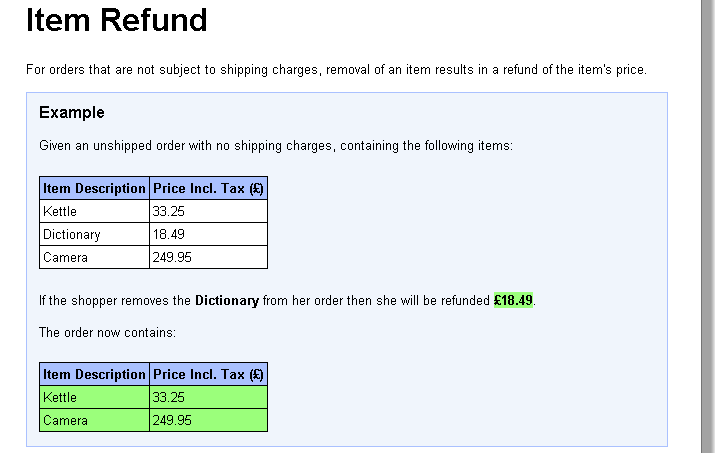 Item Refund
For orders that are not subject to shipping charges, removal of an item results in a refund of the item's price.
Example
Given an unshipped order with no shipping charges, containing the following items:
Item Description Price Incl. Tax (£)
Kettle 33.25
Dictionary 18.49
Camera 249.95
If the shopper removes the Dictionary from her order then she will be refunded £18.49.
The order now contains:
Item Description Price Incl. Tax (£)
Kettle 33.25
Camera 249.95